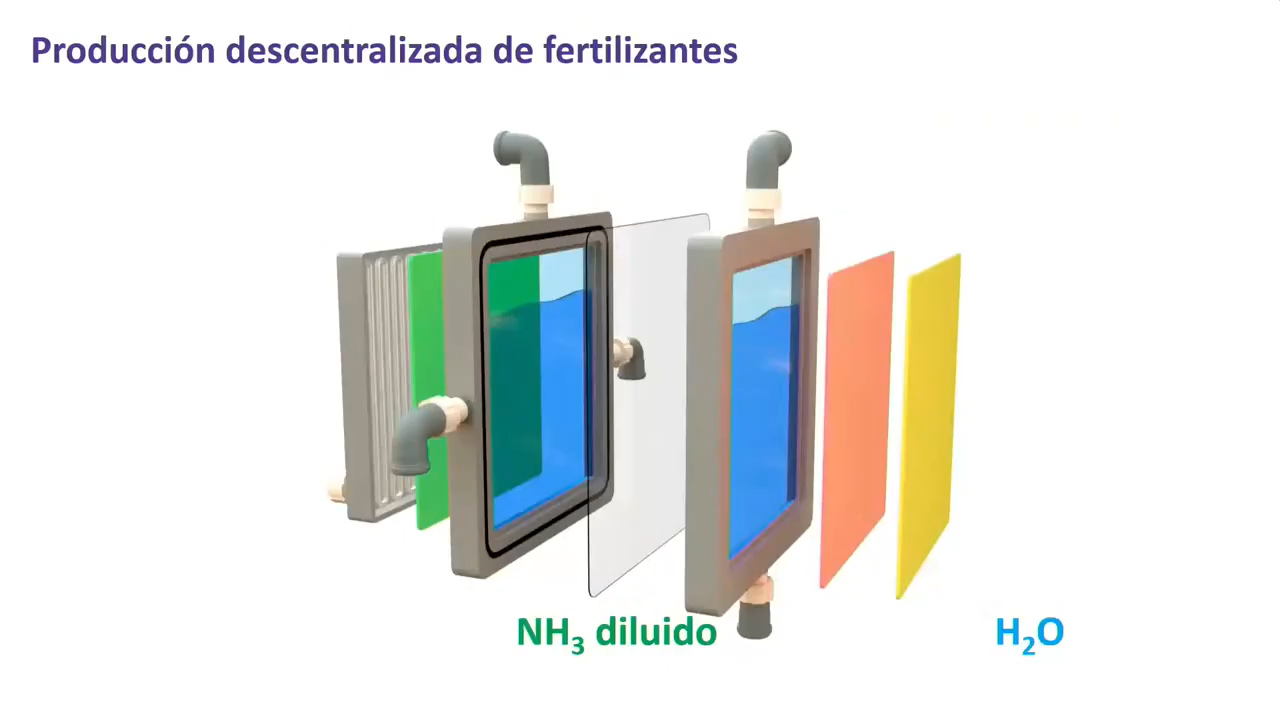 Producción descentralizada de fertilizantes
NH₃ diluido
H₂O